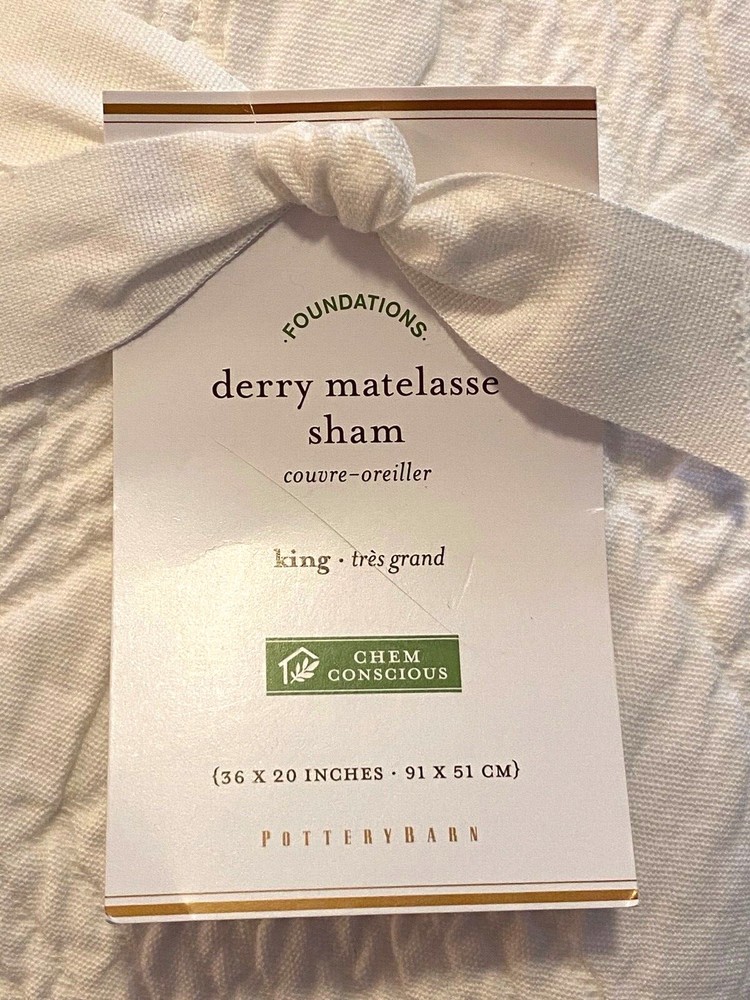 ·FOUNDATIONS·
derry matelasse
sham
couvre-oreiller
king · très grand
CHEM
CONSCIOUS
{36 X 20 INCHES · 91 X 51 CM}
POTTERYBARN